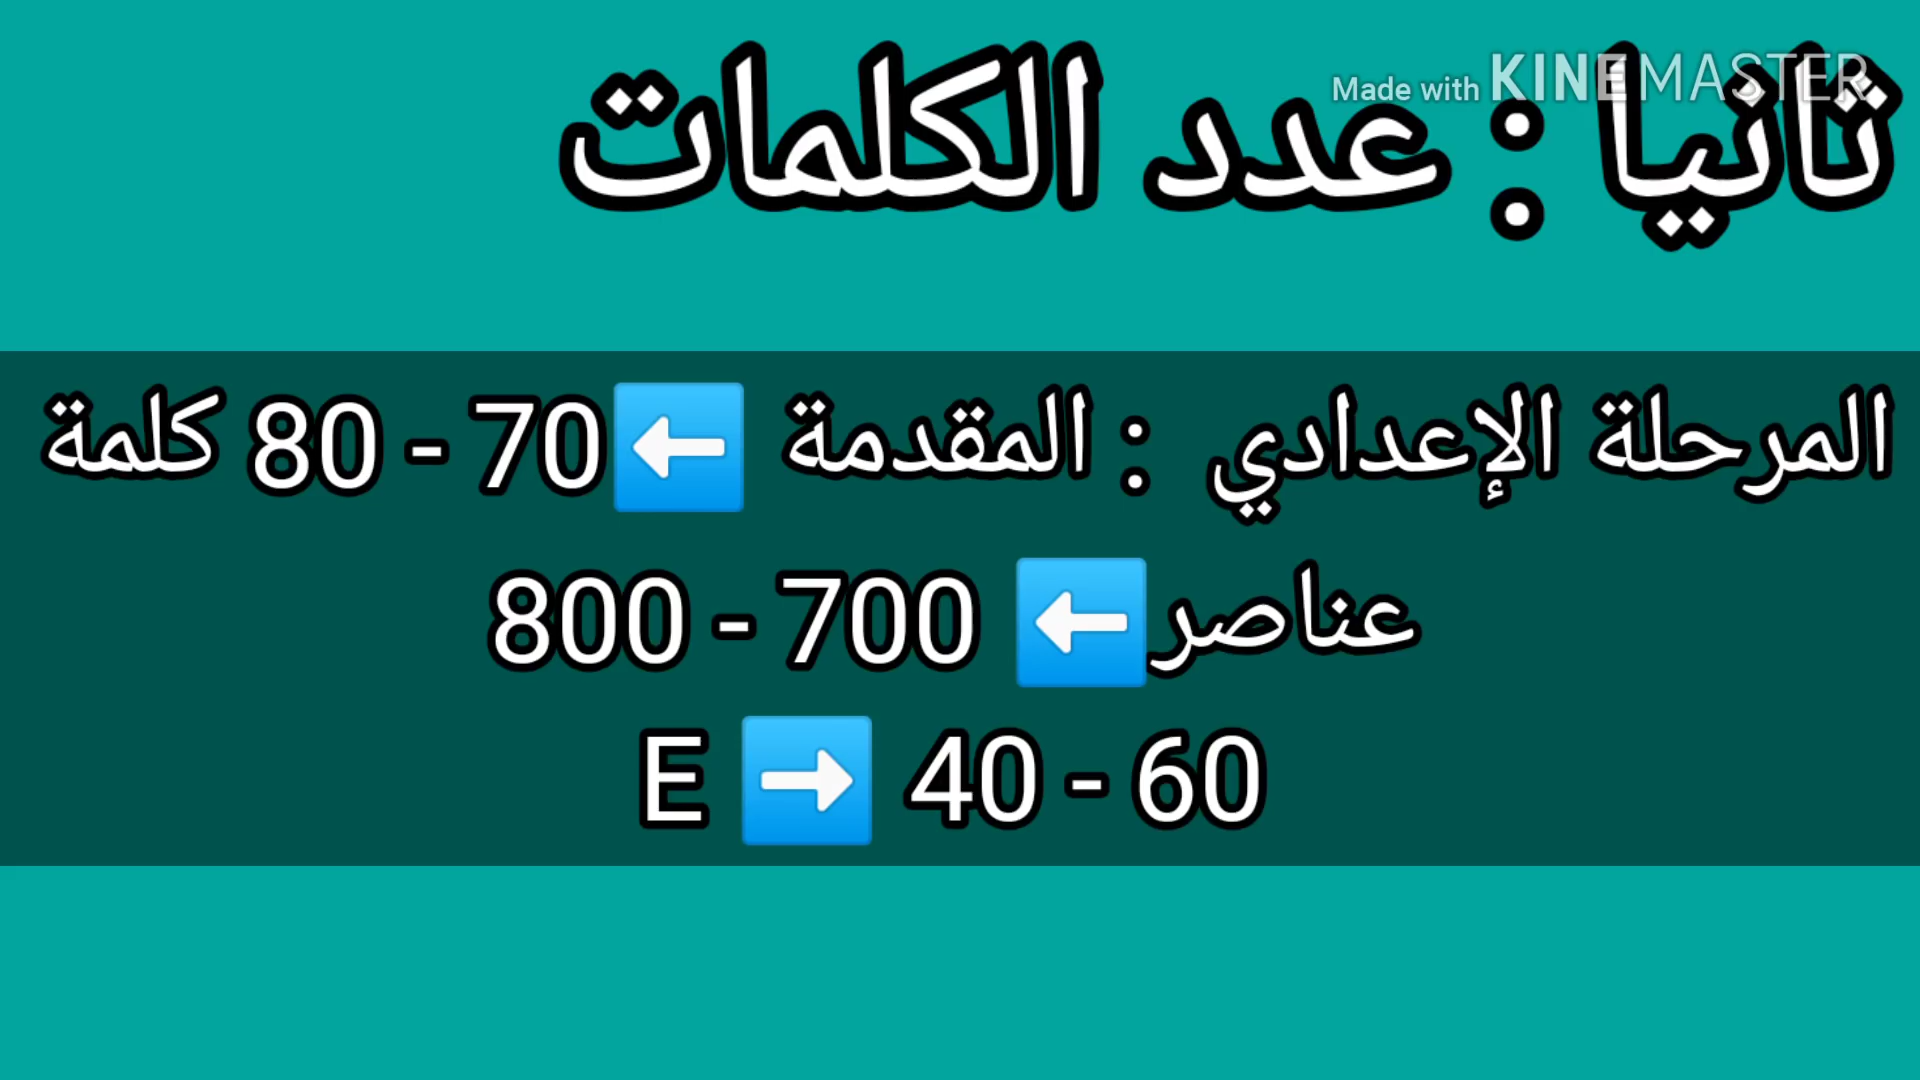 Made with KINEMASTER
ثانيا : عدد الكلمات
المرحلة الإعدادي : المقدمة ⬅️70 - 80 كلمة
عناصر⬅️ 700 - 800
E ➡️ 40 - 60